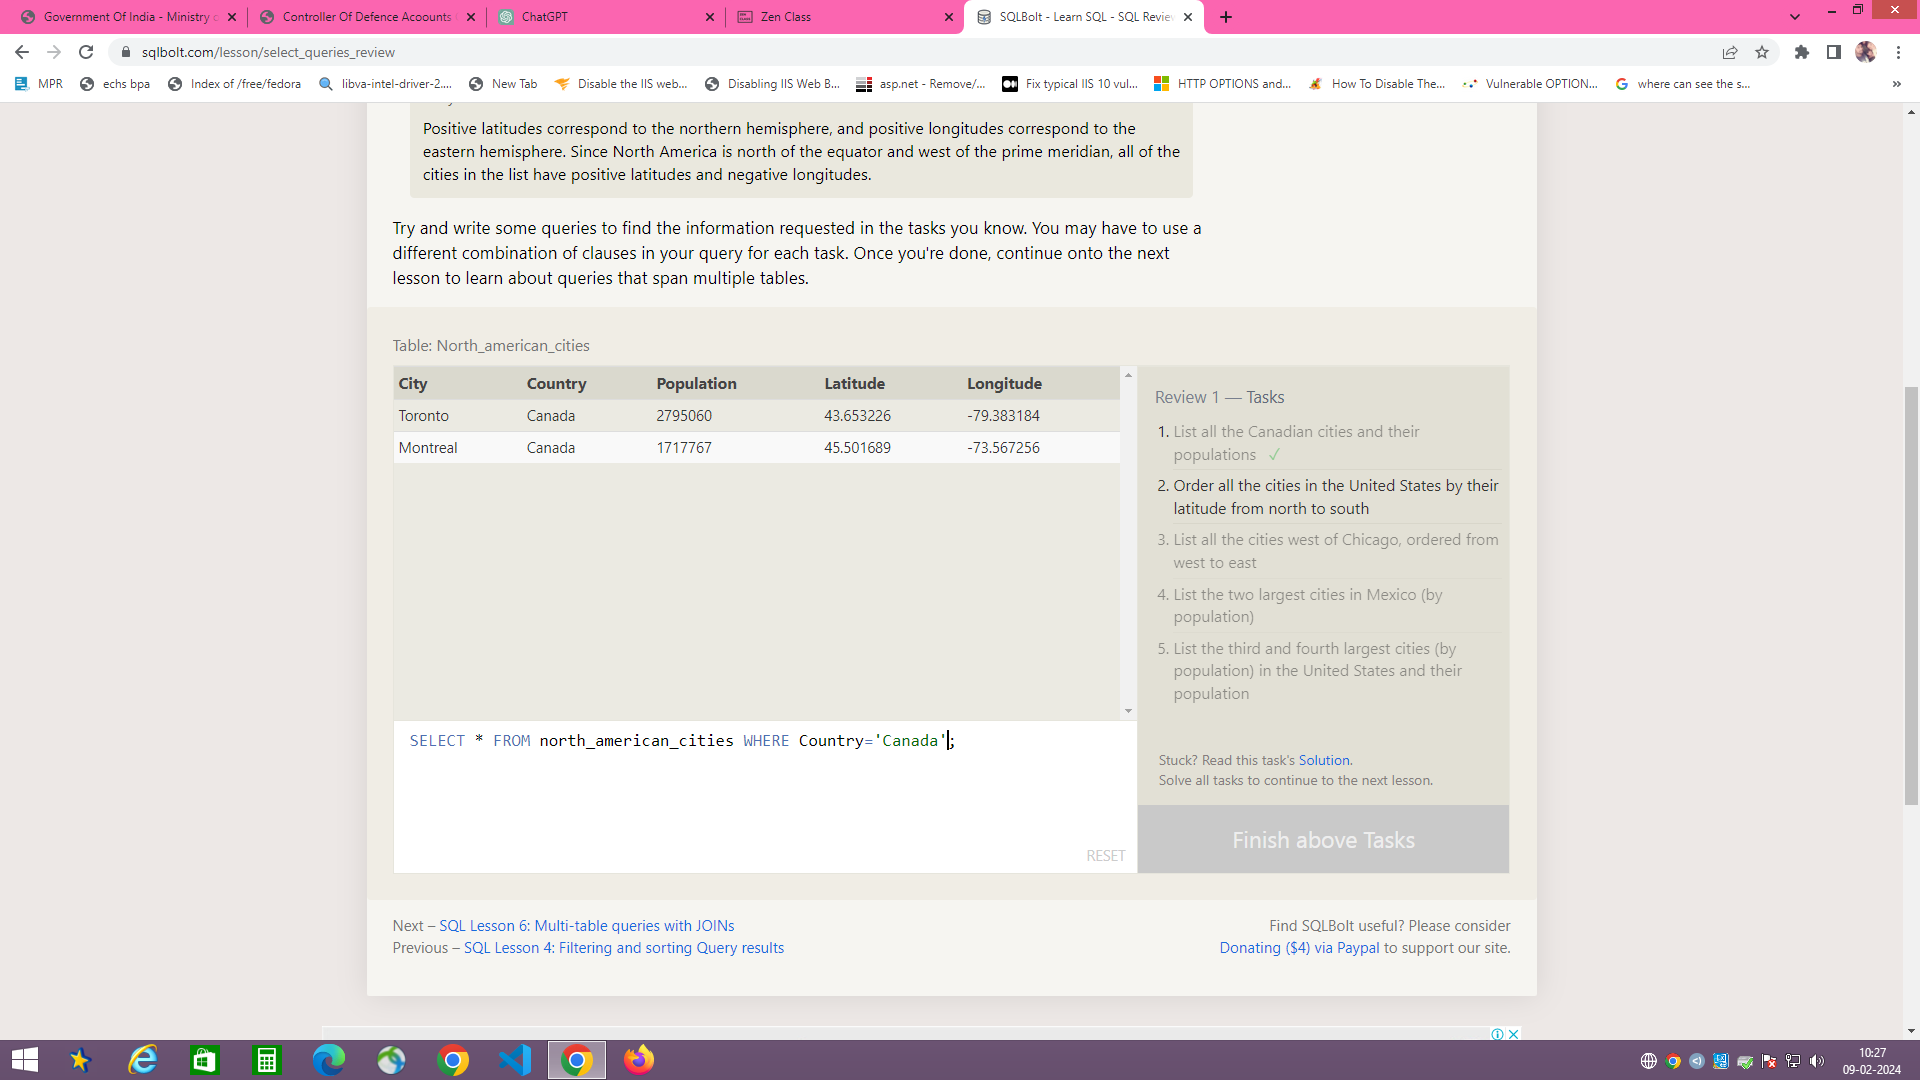 Government Of India - Ministry
Controller Of Defence Acoounts
ChatGPT
Zen Class
SQLBolt - Learn SQL - SQL Review
sqlbolt.com/lesson/select_queries_review
MPR
echs bpa
Index of /free/fedora
libva-intel-driver-2....
New Tab
Disable the IIS web...
Disabling IIS Web B...
asp.net - Remove/...
Fix typical IIS 10 vul...
HTTP OPTIONS and...
How To Disable The...
Vulnerable OPTION...
where can see the s...
»
Positive latitudes correspond to the northern hemisphere, and positive longitudes correspond to the
eastern hemisphere. Since North America is north of the equator and west of the prime meridian, all of the
cities in the list have positive latitudes and negative longitudes.
Try and write some queries to find the information requested in the tasks you know. You may have to use a
different combination of clauses in your query for each task. Once you're done, continue onto the next
lesson to learn about queries that span multiple tables.
Table: North_american_cities
City Country Population Latitude Longitude
Toronto Canada 2795060 43.653226 -79.383184
Montreal Canada 1717767 45.501689 -73.567256
SELECT * FROM north_american_cities WHERE Country='Canada';
RESET
Review 1 — Tasks
1. List all the Canadian cities and their
populations ✓
2. Order all the cities in the United States by their
latitude from north to south
3. List all the cities west of Chicago, ordered from
west to east
4. List the two largest cities in Mexico (by
population)
5. List the third and fourth largest cities (by
population) in the United States and their
population
Stuck? Read this task's Solution.
Solve all tasks to continue to the next lesson.
Finish above Tasks
Next – SQL Lesson 6: Multi-table queries with JOINs
Previous – SQL Lesson 4: Filtering and sorting Query results
Find SQLBolt useful? Please consider
Donating ($4) via Paypal to support our site.
10:27
09-02-2024